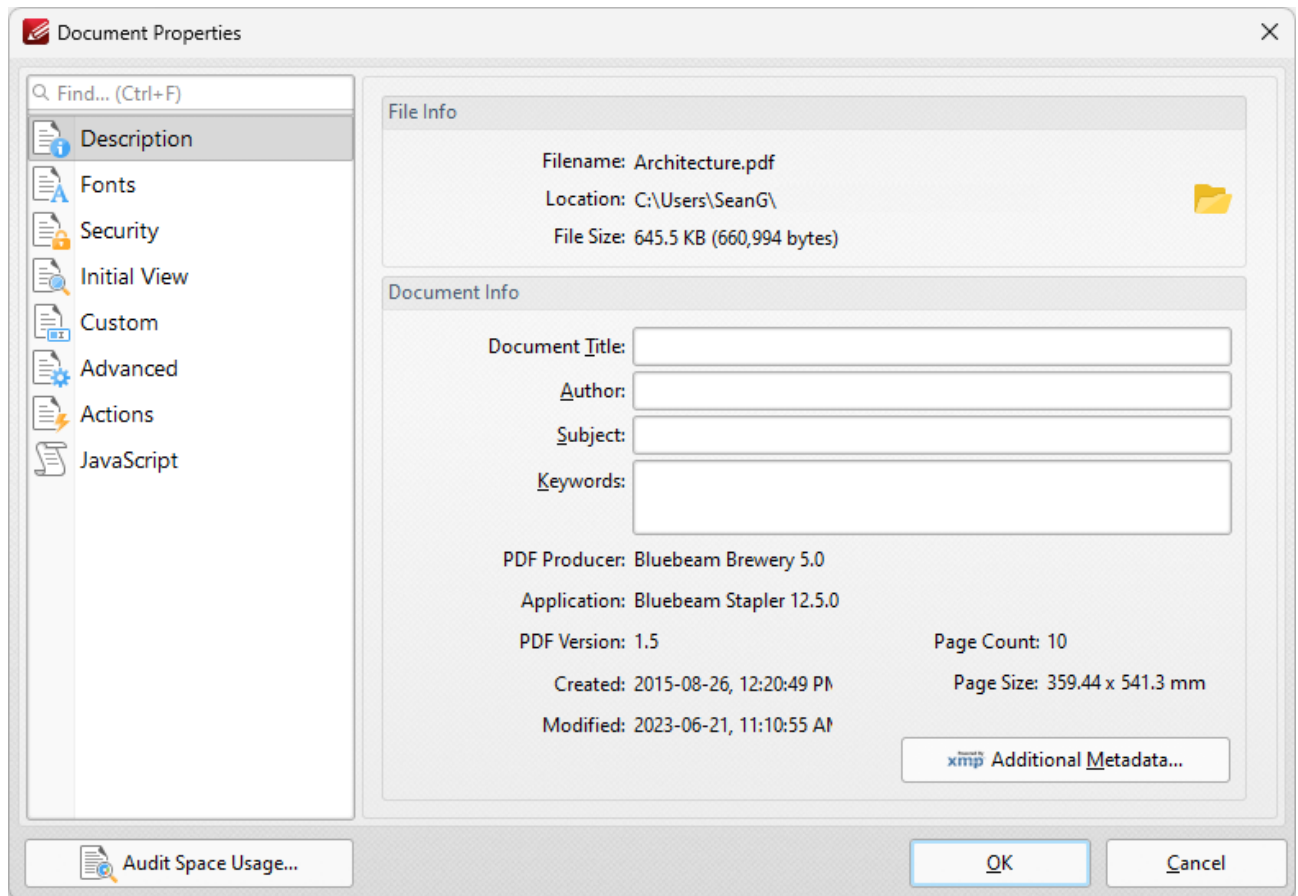 Document Properties
Find... (Ctrl+F)
Description
Fonts
Security
Initial View
Custom
Advanced
Actions
JavaScript
File Info
Filename: Architecture.pdf
Location: C:\Users\SeanG\
File Size: 645.5 KB (660,994 bytes)
Document Info
Document Title:
Author:
Subject:
Keywords:
PDF Producer: Bluebeam Brewery 5.0
Application: Bluebeam Stapler 12.5.0
PDF Version: 1.5 Page Count: 10
Created: 2015-08-26, 12:20:49 PM Page Size: 359.44 x 541.3 mm
Modified: 2023-06-21, 11:10:55 AM
xmp Additional Metadata...
Audit Space Usage... OK Cancel